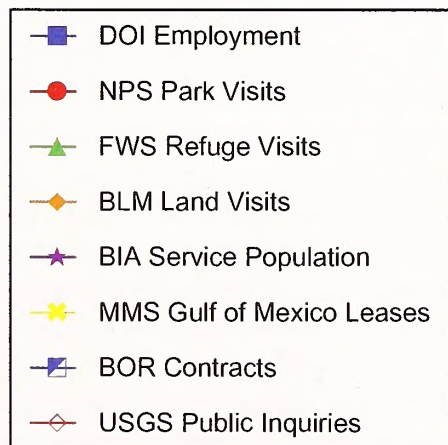 DOI Employment
NPS Park Visits
FWS Refuge Visits
BLM Land Visits
BIA Service Population
MMS Gulf of Mexico Leases
BOR Contracts
USGS Public Inquiries